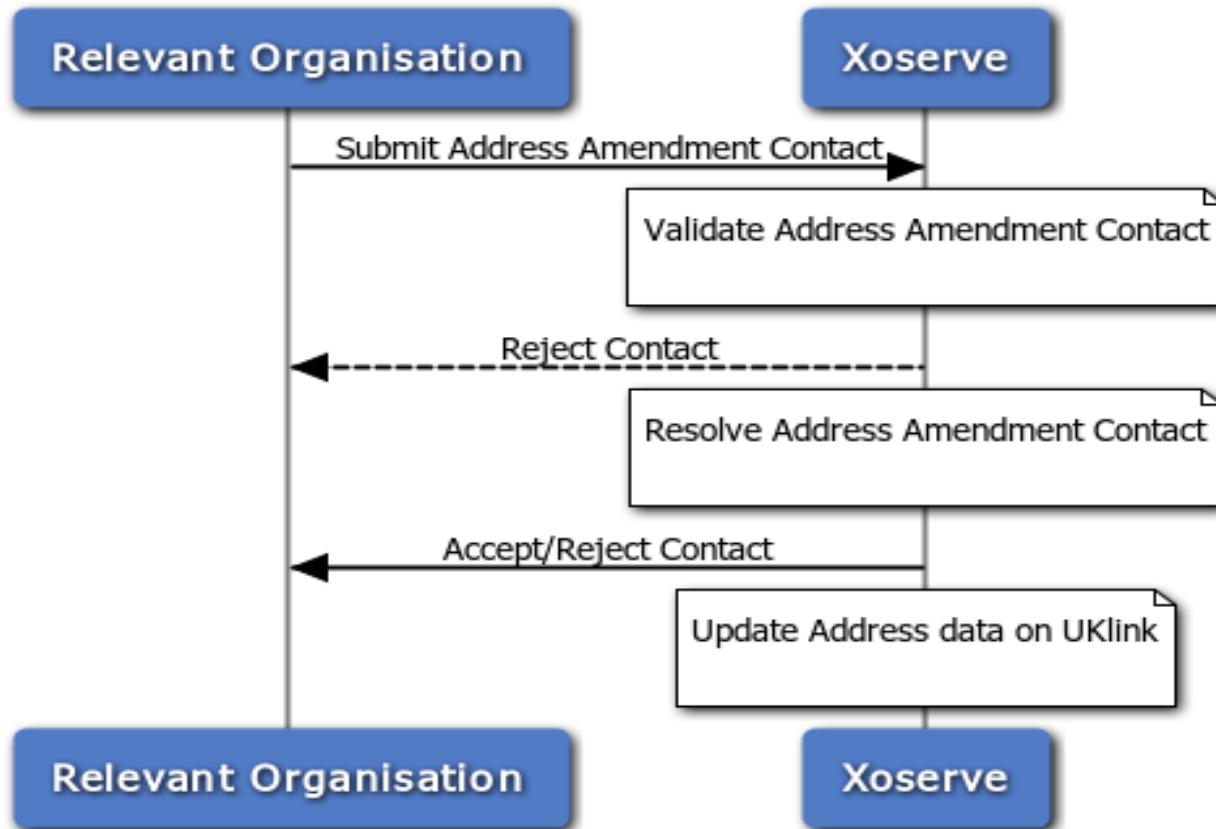 Relevant Organisation
Xoserve
Submit Address Amendment Contact
Validate Address Amendment Contact
Reject Contact
Resolve Address Amendment Contact
Accept/Reject Contact
Update Address data on UKlink
Relevant Organisation
Xoserve